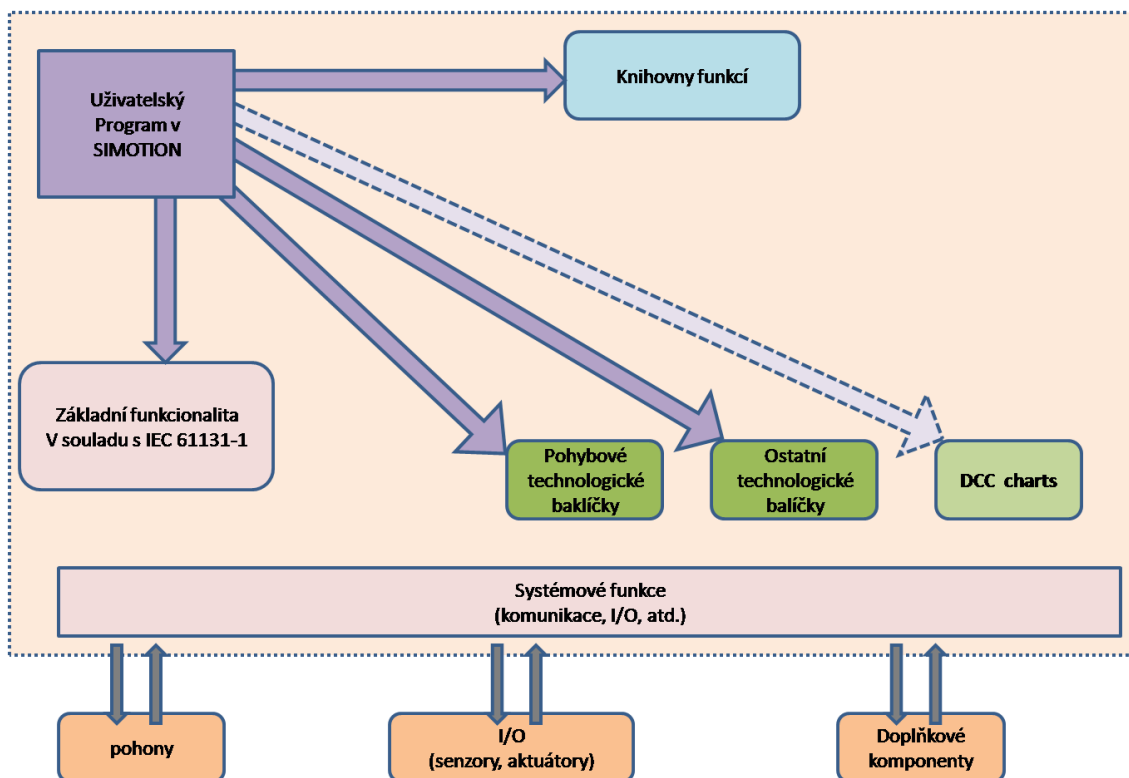 Uživatelský
Program v
SIMOTION
Knihovny funkcí
Základní funkcionalita
V souladu s IEC 61131-1
Pohybové
technologické
baklíčky
Ostatní
technologické
balíčky
DCC charts
Systémové funkce
(komunikace, I/O, atd.)
pohony
I/O
(senzory, aktuátory)
Doplňkové
komponenty